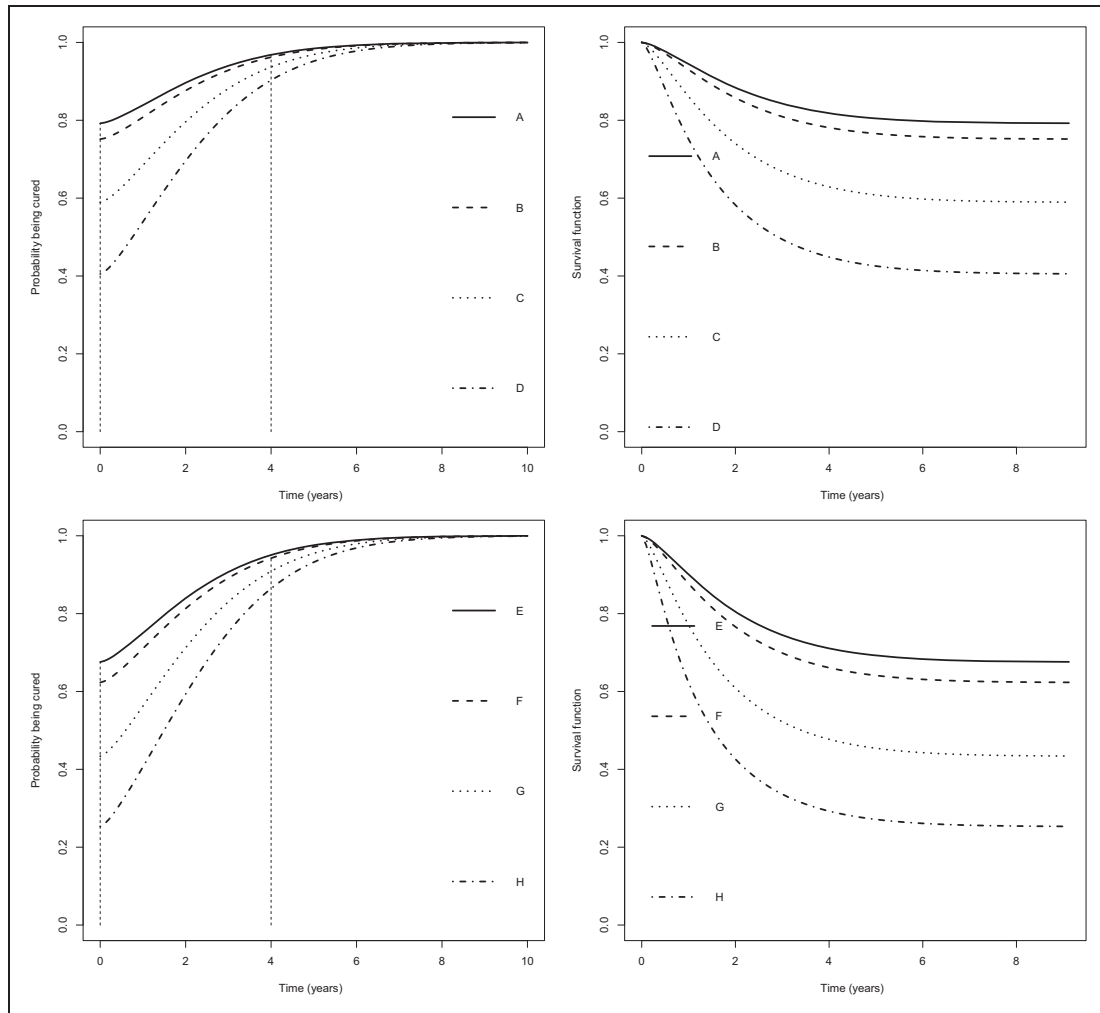 Probability being cured
1.0
0.8
0.6
0.4
0.2
0.0
A
B
C
D
0 2 4 6 8 10
Time (years)
Survival function
1.0
0.8
0.6
0.4
0.2
0.0
A
B
C
D
0 2 4 6 8
Time (years)
Probability being cured
1.0
0.8
0.6
0.4
0.2
0.0
E
F
G
H
0 2 4 6 8 10
Time (years)
Survival function
1.0
0.8
0.6
0.4
0.2
0.0
E
F
G
H
0 2 4 6 8
Time (years)